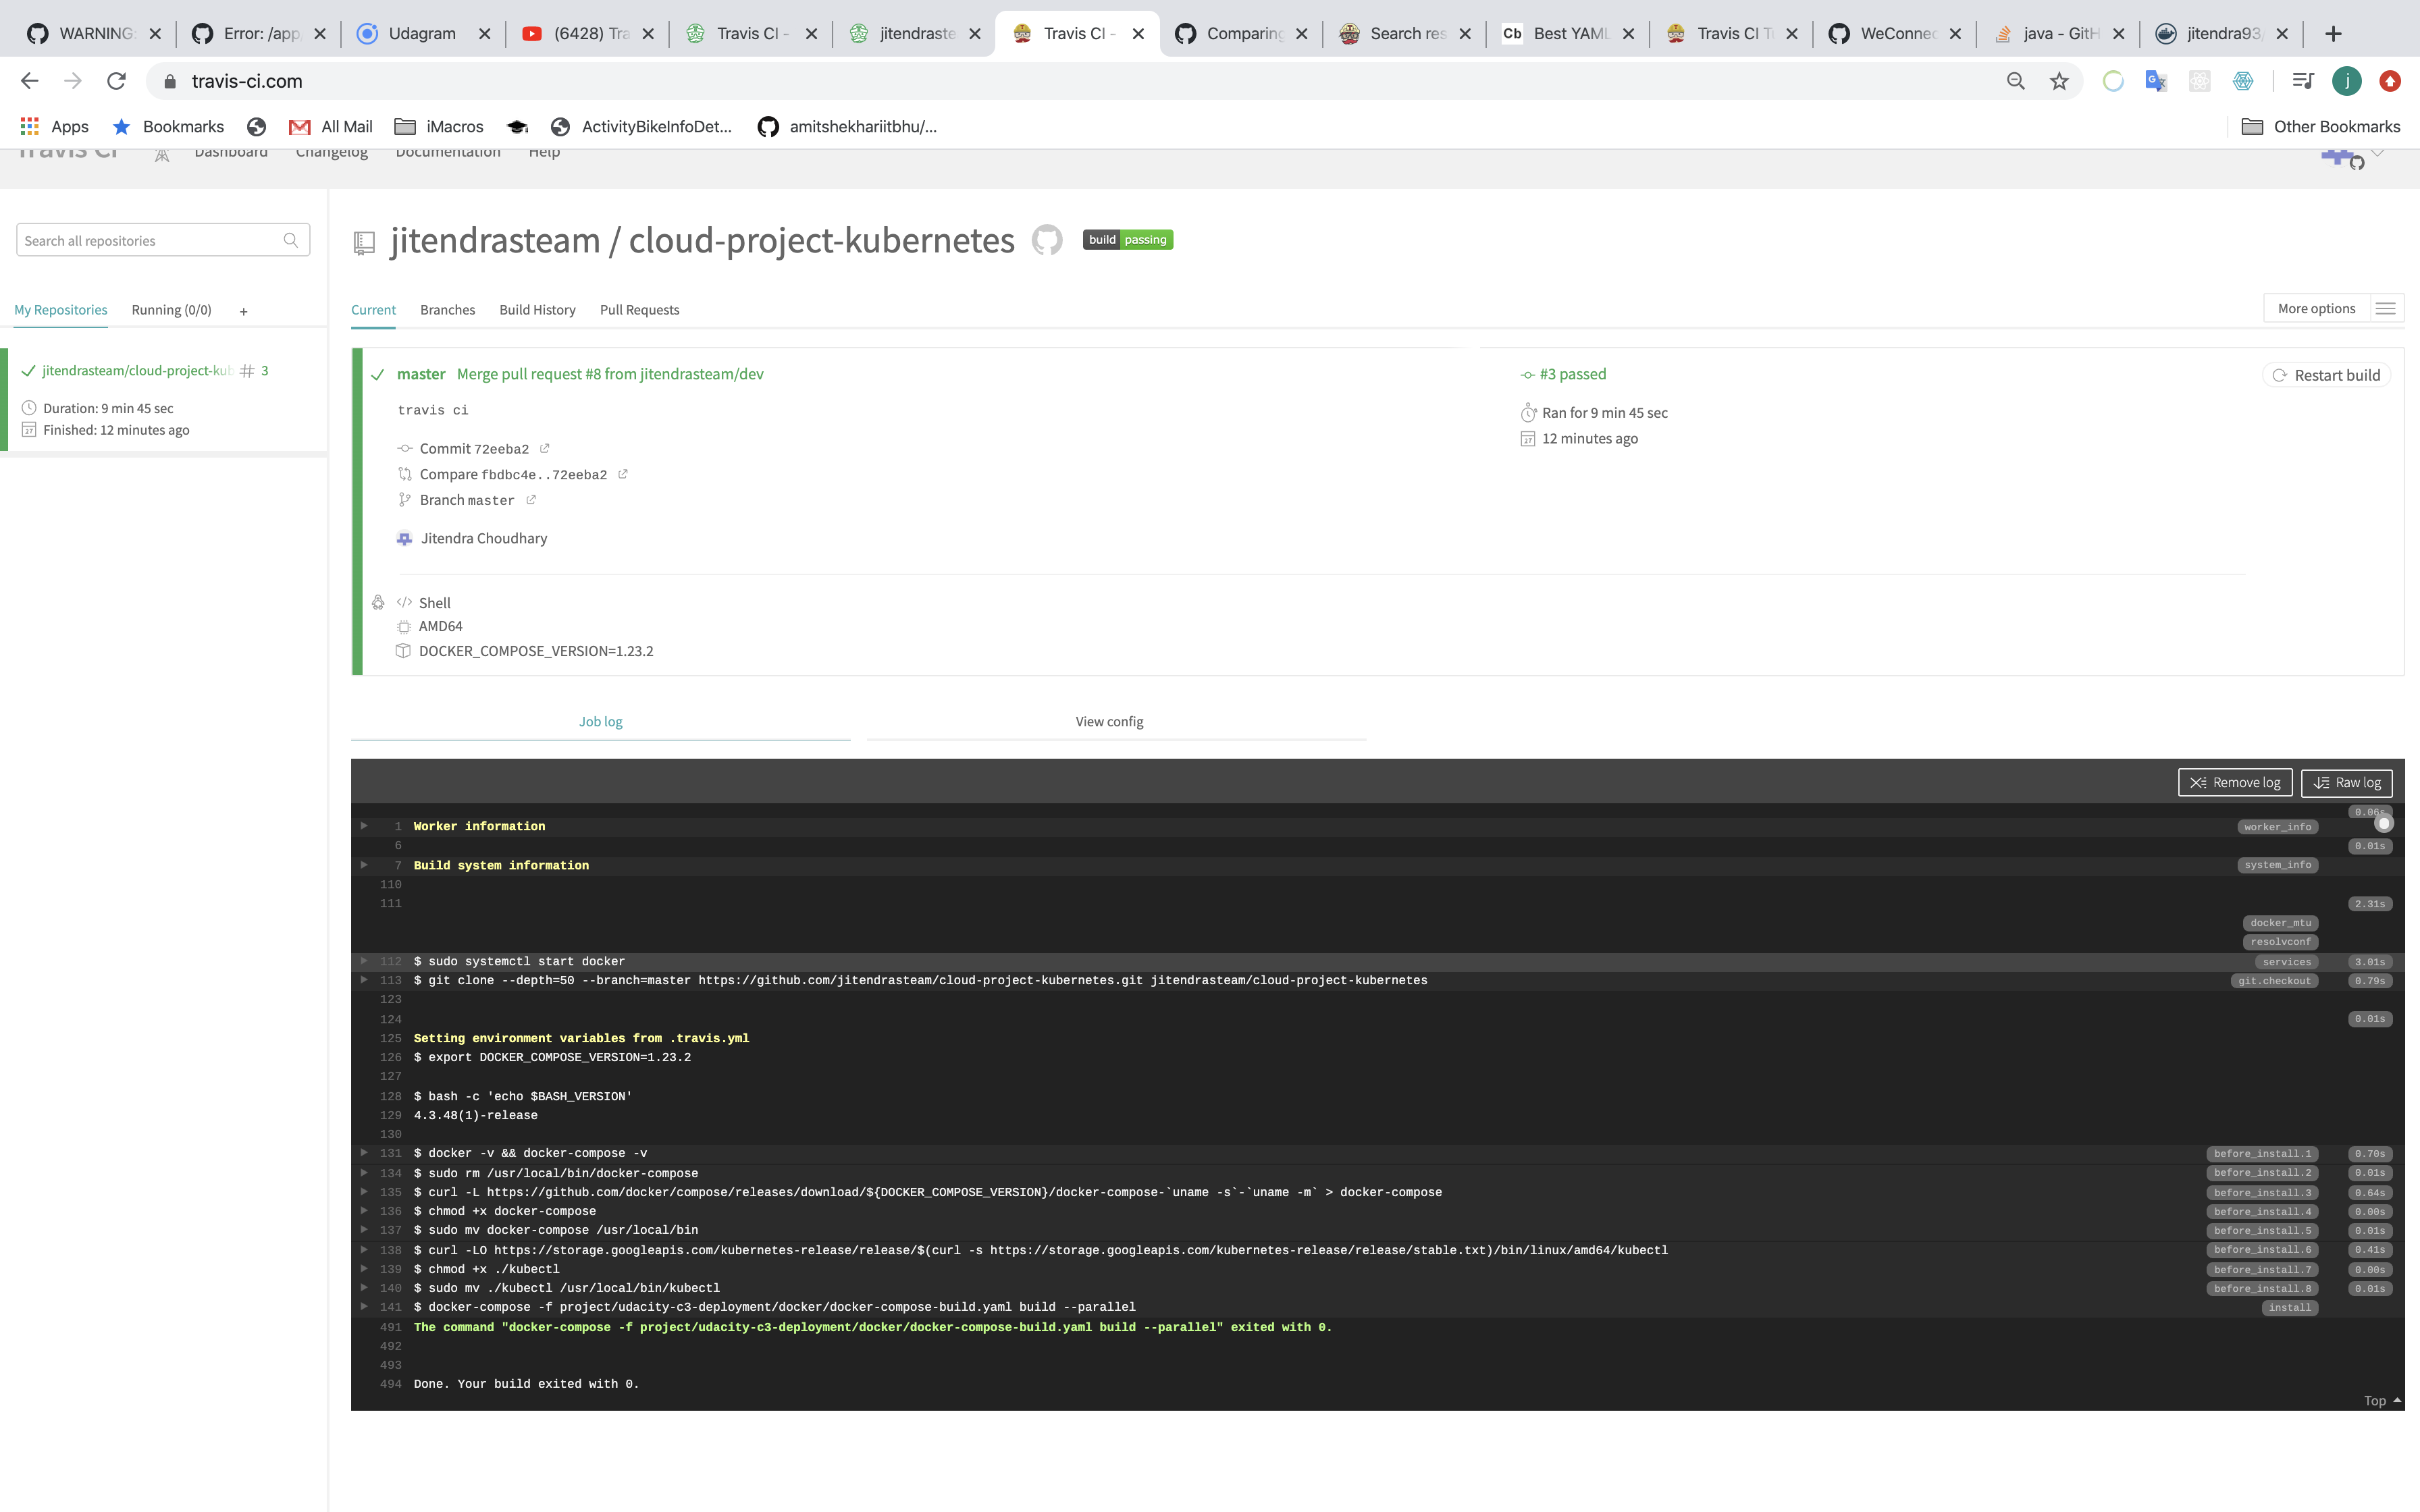 WARNING:
Error: /app,
Udagram
(6428) Tra
Travis CI -
jitendraste
Travis CI -
Comparing
Search res
Cb Best YAML
Travis CI Tu
WeConnec
java - GitH
jitendra93/
travis-ci.com
j
Apps
Bookmarks
All Mail
iMacros
ActivityBikeInfoDet...
amitshekhariitbhu/...
Other Bookmarks
Travis CI
Dashboard
Changelog
Documentation
Help
Search all repositories
jitendrasteam / cloud-project-kubernetes
build passing
My Repositories
Running (0/0)
+
Current
Branches
Build History
Pull Requests
More options
jitendrasteam/cloud-project-kub # 3
Duration: 9 min 45 sec
Finished: 12 minutes ago
master Merge pull request #8 from jitendrasteam/dev
#3 passed
Restart build
travis ci
Ran for 9 min 45 sec
12 minutes ago
Commit 72eeba2
Compare fbdbc4e..72eeba2
Branch master
Jitendra Choudhary
</> Shell
AMD64
DOCKER_COMPOSE_VERSION=1.23.2
Job log
View config
Remove log
Raw log
0.06s
1 Worker information worker_info
6 0.01s
7 Build system information system_info
110
111 2.31s
docker_mtu
resolvconf
112 $ sudo systemctl start docker services 3.01s
113 $ git clone --depth=50 --branch=master https://github.com/jitendrasteam/cloud-project-kubernetes.git jitendrasteam/cloud-project-kubernetes git.checkout 0.79s
123
124 0.01s
125 Setting environment variables from .travis.yml
126 $ export DOCKER_COMPOSE_VERSION=1.23.2
127
128 $ bash -c 'echo $BASH_VERSION'
129 4.3.48(1)-release
130
131 $ docker -v && docker-compose -v before_install.1 0.70s
134 $ sudo rm /usr/local/bin/docker-compose before_install.2 0.01s
135 $ curl -L https://github.com/docker/compose/releases/download/${DOCKER_COMPOSE_VERSION}/docker-compose-`uname -s`-`uname -m` > docker-compose before_install.3 0.64s
136 $ chmod +x docker-compose before_install.4 0.00s
137 $ sudo mv docker-compose /usr/local/bin before_install.5 0.01s
138 $ curl -LO https://storage.googleapis.com/kubernetes-release/release/$(curl -s https://storage.googleapis.com/kubernetes-release/release/stable.txt)/bin/linux/amd64/kubectl before_install.6 0.41s
139 $ chmod +x ./kubectl before_install.7 0.00s
140 $ sudo mv ./kubectl /usr/local/bin/kubectl before_install.8 0.01s
141 $ docker-compose -f project/udacity-c3-deployment/docker/docker-compose-build.yaml build --parallel install
491 The command "docker-compose -f project/udacity-c3-deployment/docker/docker-compose-build.yaml build --parallel" exited with 0.
492
493
494 Done. Your build exited with 0.
Top